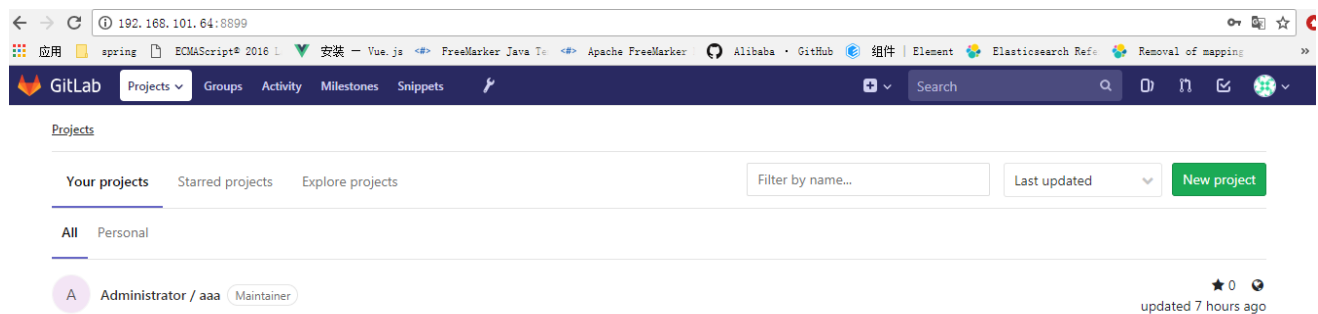 192.168.101.64:8899
应用 spring ECMAScript® 2016 L 安装 — Vue.js FreeMarker Java Te Apache FreeMarker Alibaba · GitHub 组件 | Element Elasticsearch Refe Removal of mapping »
GitLab Projects Groups Activity Milestones Snippets Search
Projects
Your projects Starred projects Explore projects Filter by name... Last updated New project
All Personal
A Administrator / aaa Maintainer 0
updated 7 hours ago